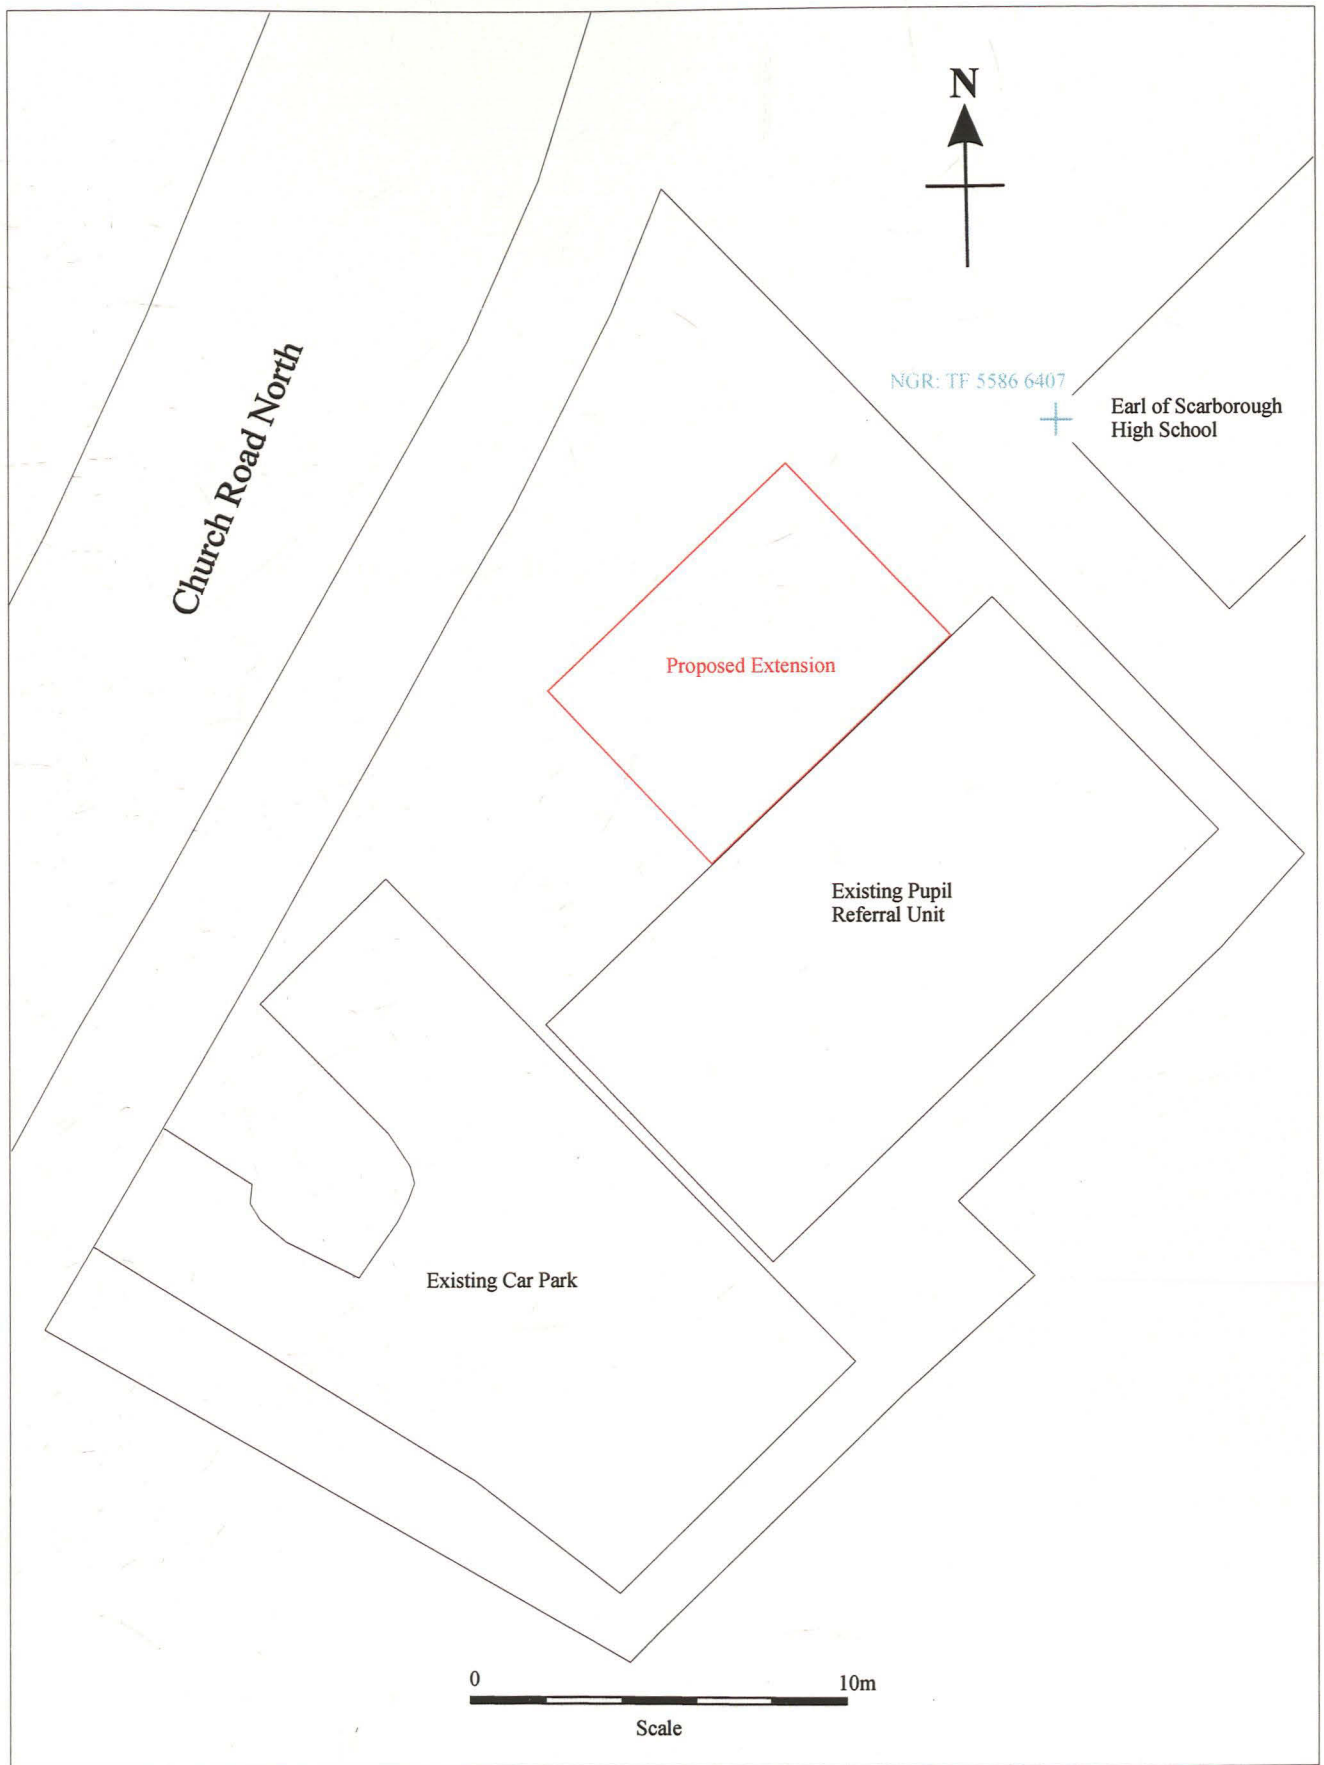 N
NGR: TF 5586 6407
Earl of Scarborough
High School
Church Road North
Proposed Extension
Existing Pupil
Referral Unit
Existing Car Park
0 10m
Scale